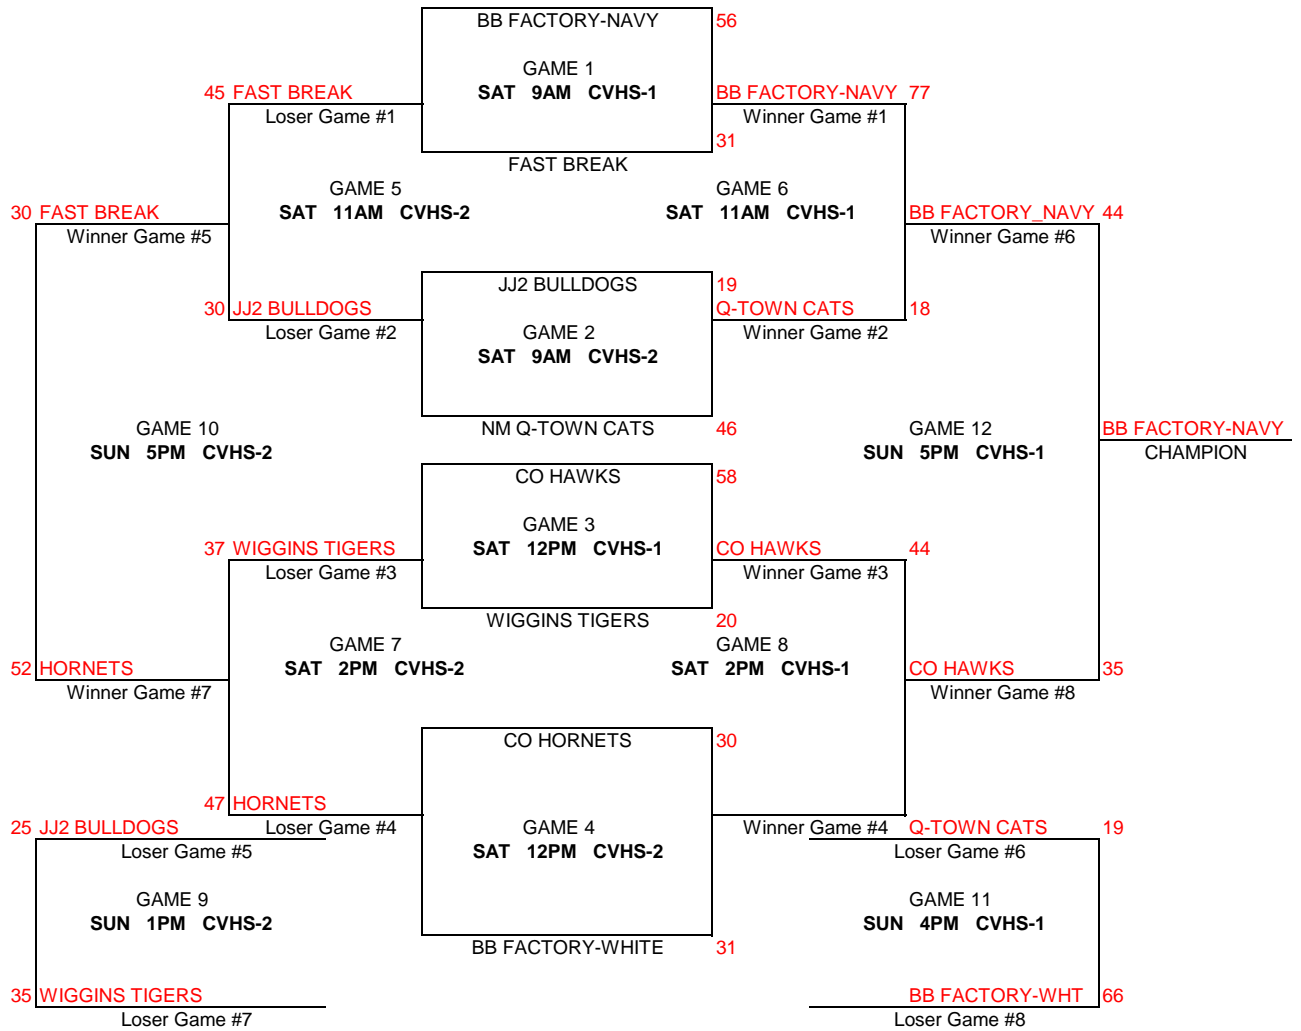 BB FACTORY-NAVY 56
GAME 1
45 FAST BREAK SAT 9AM CVHS-1 BB FACTORY-NAVY 77
Loser Game #1 Winner Game #1
31
FAST BREAK
GAME 5 GAME 6
30 FAST BREAK SAT 11AM CVHS-2 SAT 11AM CVHS-1 BB FACTORY_NAVY 44
Winner Game #5 Winner Game #6
JJ2 BULLDOGS 19
30 JJ2 BULLDOGS Q-TOWN CATS 18
Loser Game #2 GAME 2 Winner Game #2
SAT 9AM CVHS-2
GAME 10 NM Q-TOWN CATS 46 GAME 12 BB FACTORY-NAVY
SUN 5PM CVHS-2 SUN 5PM CVHS-1 CHAMPION
CO HAWKS 58
GAME 3
37 WIGGINS TIGERS SAT 12PM CVHS-1 CO HAWKS 44
Loser Game #3 Winner Game #3
WIGGINS TIGERS 20
GAME 7 GAME 8
52 HORNETS SAT 2PM CVHS-2 SAT 2PM CVHS-1 CO HAWKS 35
Winner Game #7 Winner Game #8
CO HORNETS 30
47 HORNETS
25 JJ2 BULLDOGS Loser Game #4 GAME 4 Winner Game #4 Q-TOWN CATS 19
Loser Game #5 SAT 12PM CVHS-2 Loser Game #6
GAME 9 GAME 11
SUN 1PM CVHS-2 SUN 4PM CVHS-1
BB FACTORY-WHITE 31
35 WIGGINS TIGERS BB FACTORY-WHT 66
Loser Game #7 Loser Game #8